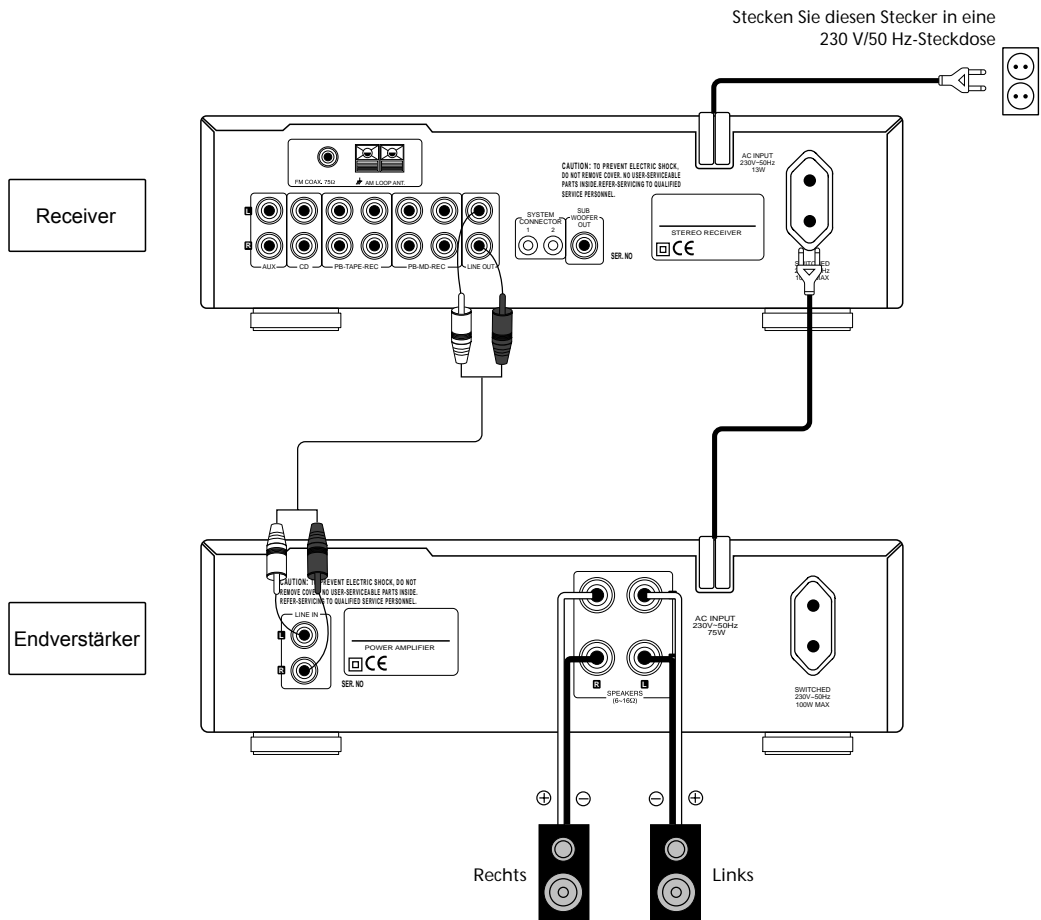 Stecken Sie diesen Stecker in eine
230 V/50 Hz-Steckdose
Receiver
FM COAX. 75Ω
AM LOOP ANT.
CAUTION: TO PREVENT ELECTRIC SHOCK,
DO NOT REMOVE COVER. NO USER-SERVICEABLE
PARTS INSIDE.REFER-SERVICING TO QUALIFIED
SERVICE PERSONNEL.
AC INPUT
230V~50Hz
13W
L
R
AUX
CD
PB-TAPE-REC
PB-MD-REC
LINE OUT
SYSTEM
CONNECTOR
1 2
SUB
WOOFER
OUT
SER. NO
STEREO RECEIVER
CE
SWITCHED
Hz
MAX
Endverstärker
CAUTION: TO PREVENT ELECTRIC SHOCK, DO NOT
REMOVE COVER. NO USER-SERVICEABLE PARTS INSIDE.
REFER-SERVICING TO QUALIFIED SERVICE PERSONNEL.
LINE IN
L
R
POWER AMPLIFIER
CE
SER. NO
R L
SPEAKERS
(6~16Ω)
AC INPUT
230V~50Hz
75W
SWITCHED
230V~50Hz
100W MAX
+ − − +
Rechts
Links